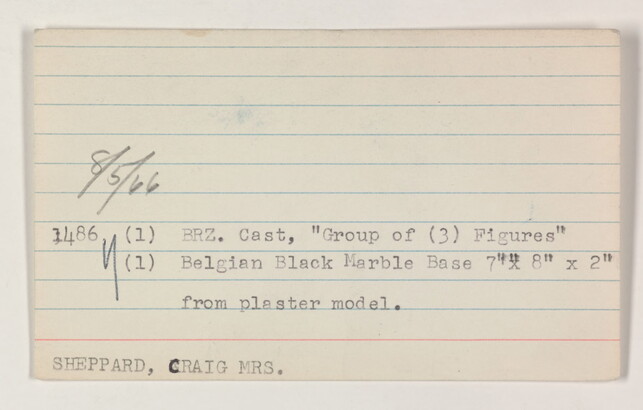 8/5/66
1486 (1) BRZ. Cast, "Group of (3) Figures"
(1) Belgian Black Marble Base 7" x 8" x 2"
from plaster model.
SHEPPARD, CRAIG MRS.